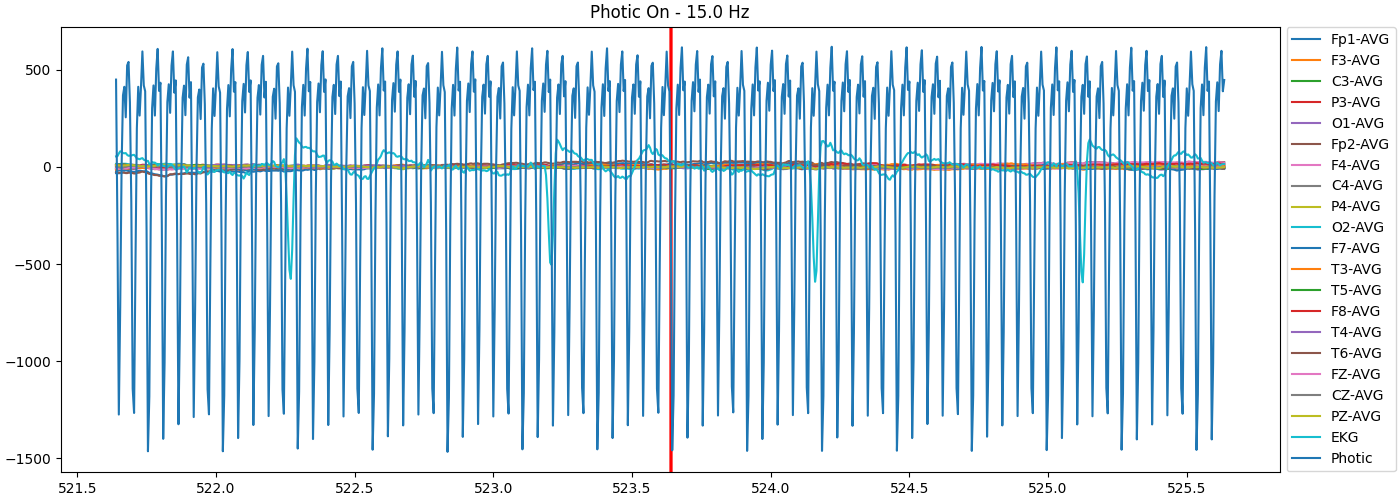 Photic On - 15.0 Hz
500
0
−500
−1000
−1500
521.5
522.0
522.5
523.0
523.5
524.0
524.5
525.0
525.5
Fp1-AVG
F3-AVG
C3-AVG
P3-AVG
O1-AVG
Fp2-AVG
F4-AVG
C4-AVG
P4-AVG
O2-AVG
F7-AVG
T3-AVG
T5-AVG
F8-AVG
T4-AVG
T6-AVG
FZ-AVG
CZ-AVG
PZ-AVG
EKG
Photic